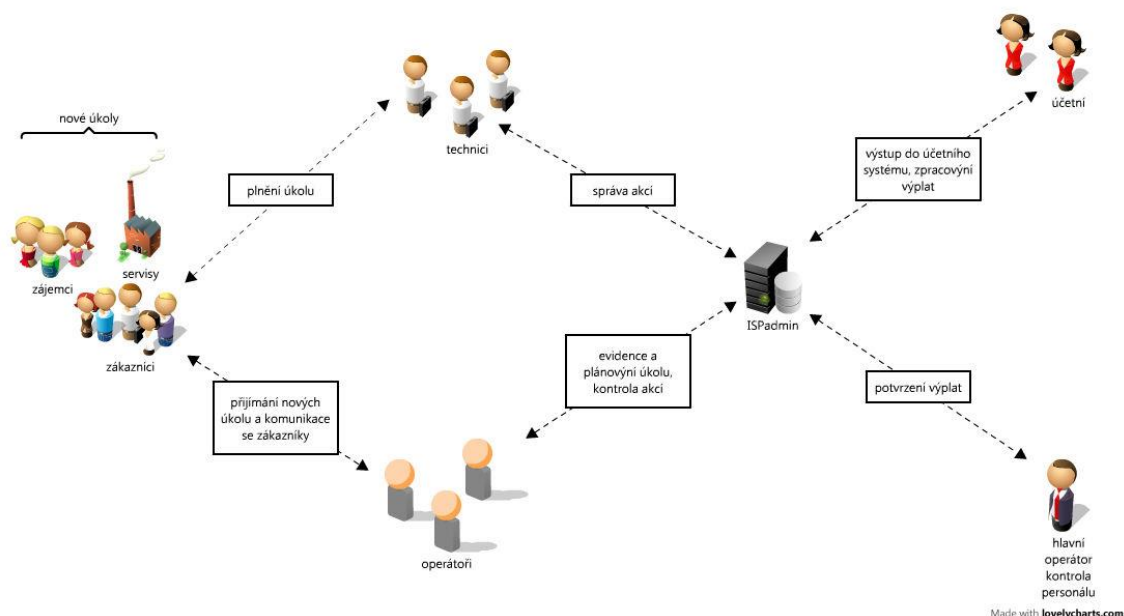 nové úkoly
technici
účetní
plnění úkolu
správa akcí
výstup do účetního
systému, zpracovýní
výplat
zájemci
servisy
zákazníci
ISPadmin
přijímání nových
úkolu a komunikace
se zákazníky
evidence a
plánovýní úkolu,
kontrola akcí
potvrzení výplat
operátoři
hlavní
operátor
kontrola
personálu
Made with lovelycharts.com